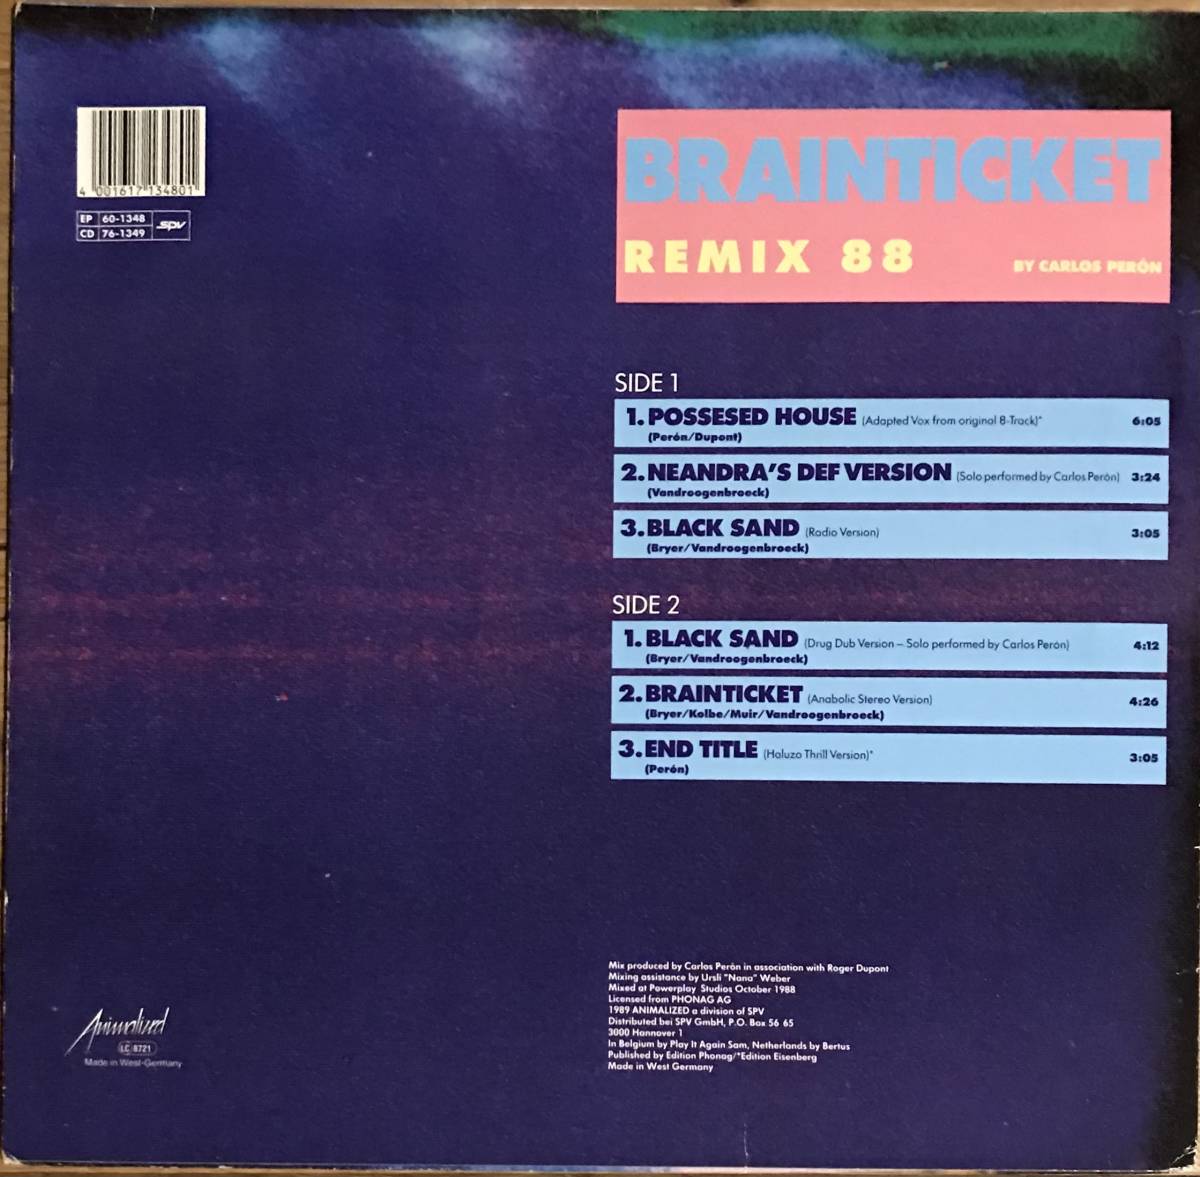 4 001617 134801
EP 60-1348
CD 76-1349
SPV
BRAINTICKET
REMIX 88 BY CARLOS PERÓN
SIDE 1
1. POSSESED HOUSE (Adapted Vox from original 8-Track)* 6:05
(Perón/Dupont)
2. NEANDRA'S DEF VERSION (Solo performed by Carlos Perón) 3:24
(Vandroogenbroeck)
3. BLACK SAND (Radio Version) 3:05
(Bryer/Vandroogenbroeck)
SIDE 2
1. BLACK SAND (Drug Dub Version – Solo performed by Carlos Perón) 4:12
(Bryer/Vandroogenbroeck)
2. BRAINTICKET (Anabolic Stereo Version) 4:26
(Bryer/Kolbe/Muir/Vandroogenbroeck)
3. END TITLE (Haluzo Thrill Version)* 3:05
(Perón)
Mix produced by Carlos Perón in association with Roger Dupont
Mixing assistance by Ursli "Nana" Weber
Mixed at Powerplay Studios October 1988
Licensed from PHONAG AG
1989 ANIMALIZED a division of SPV
Distributed bei SPV GmbH, P.O. Box 56 65
3000 Hannover 1
In Belgium by Play It Again Sam, Netherlands by Bertus
Published by Edition Phonag/*Edition Eisenberg
Made in West Germany
Animalized
LC 8721
Made in West-Germany